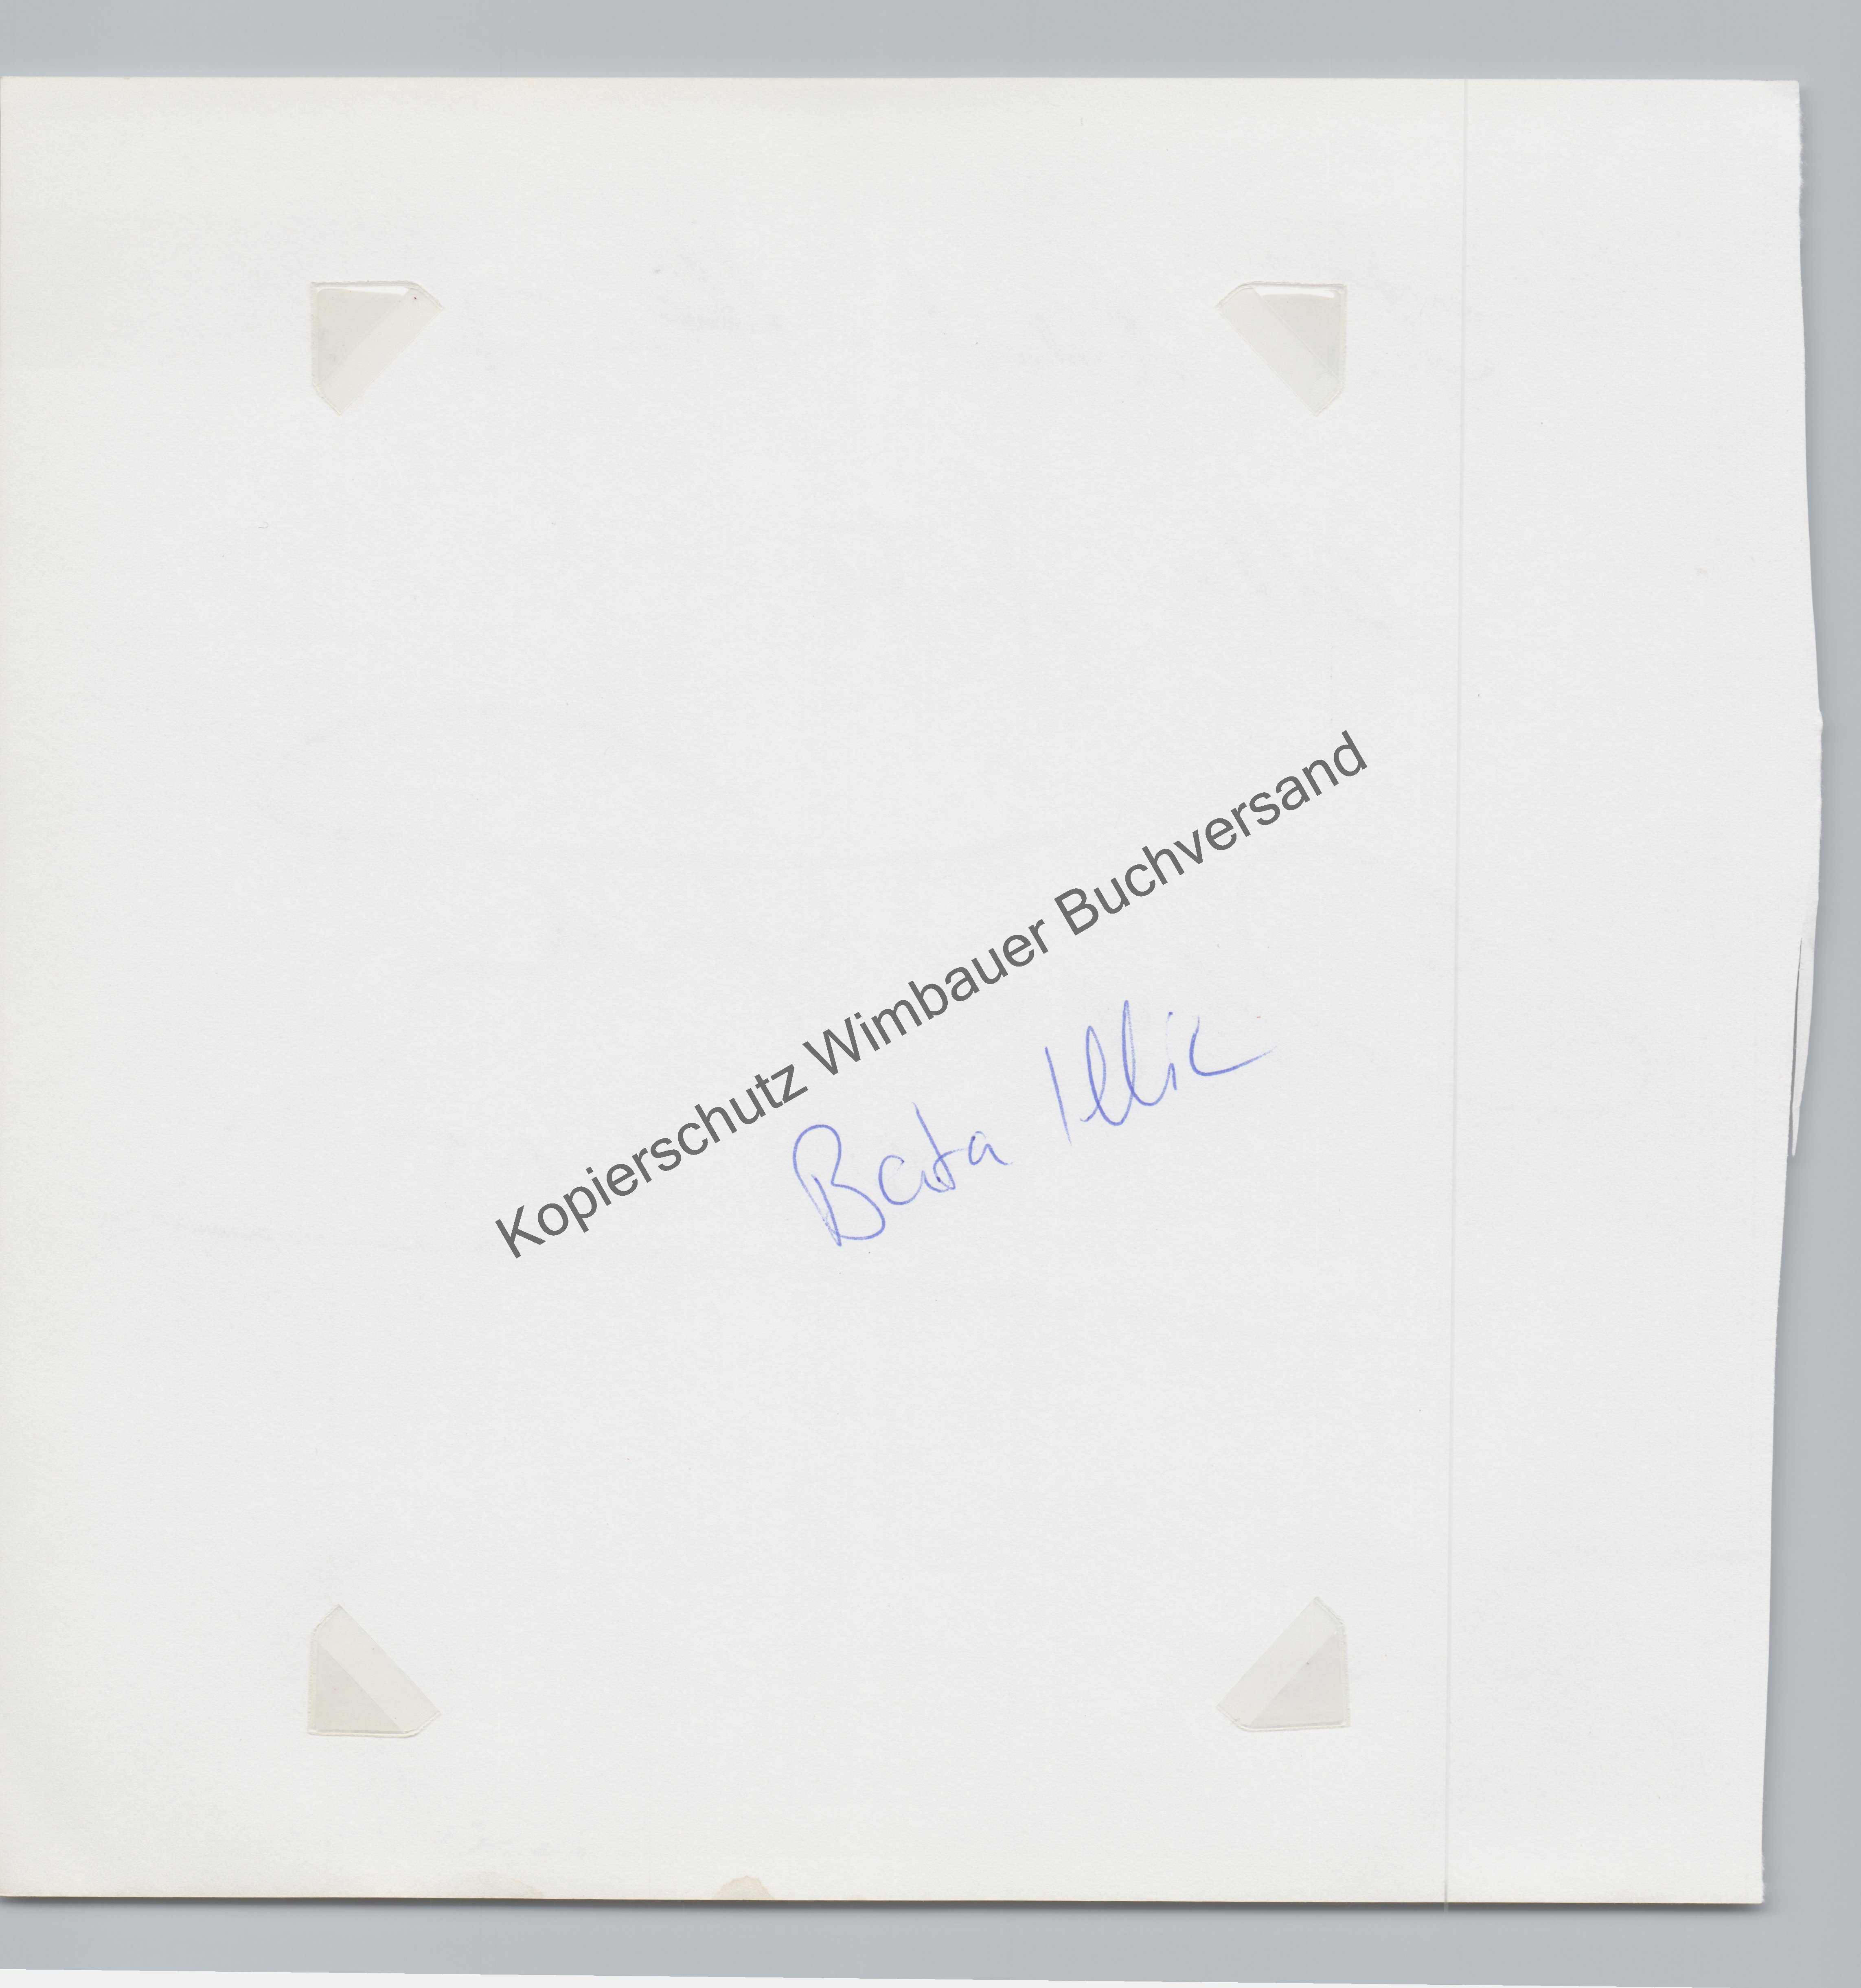 Kopierschutz Wimbauer Buchversand
Bata Illic